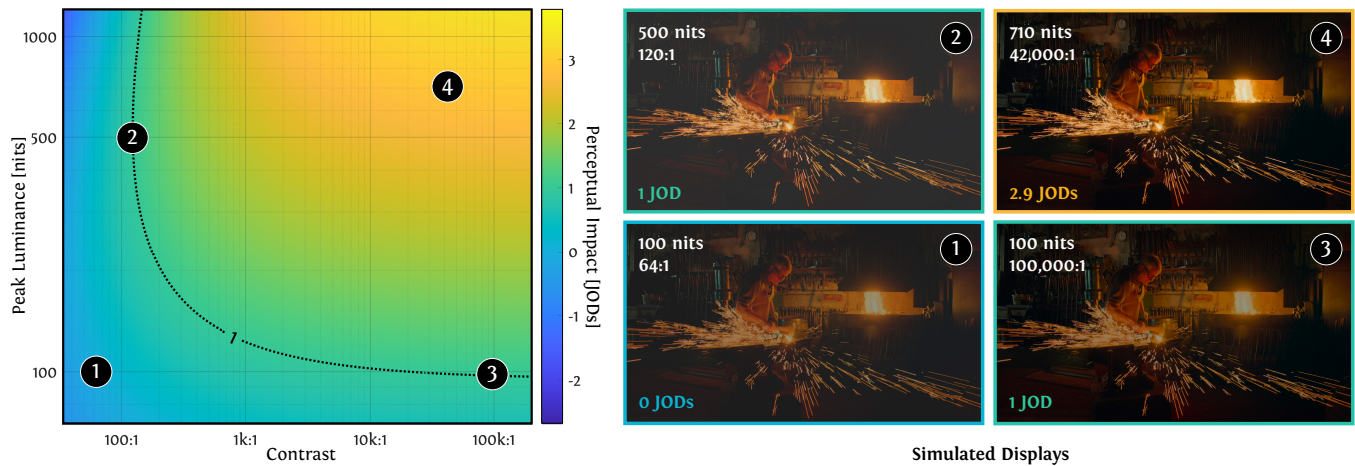 1000
500
100
Peak Luminance [nits]
100:1
1k:1
10k:1
100k:1
Contrast
1
2
3
4
1
3
2
1
0
-1
-2
Perceptual Impact [JODs]
500 nits
120:1
2
1 JOD
710 nits
42,000:1
4
2.9 JODs
100 nits
64:1
1
0 JODs
100 nits
100,000:1
3
1 JOD
Simulated Displays